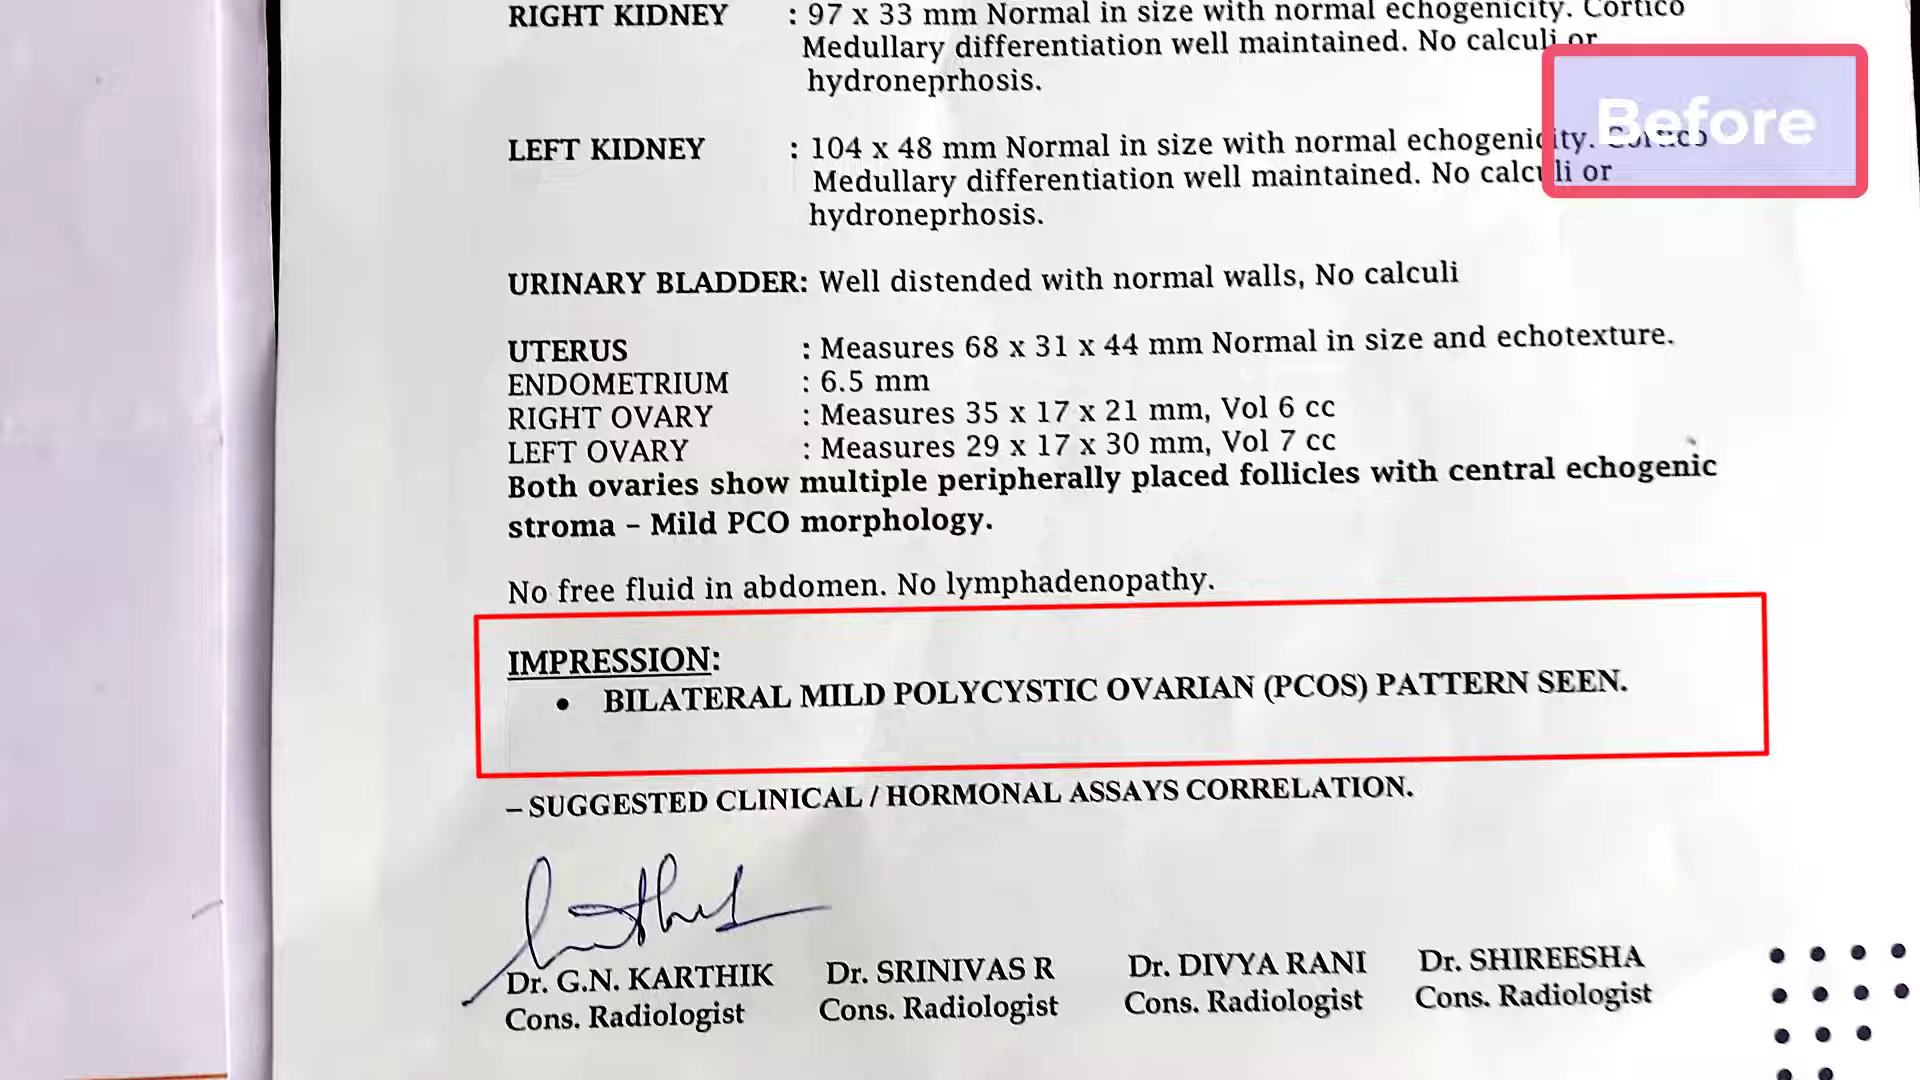 RIGHT KIDNEY : 97 x 33 mm Normal in size with normal echogenicity. Cortico
Medullary differentiation well maintained. No calculi or
hydroneprhosis.
Before
LEFT KIDNEY : 104 x 48 mm Normal in size with normal echogenicity. Cortico
Medullary differentiation well maintained. No calculi or
hydroneprhosis.
URINARY BLADDER: Well distended with normal walls, No calculi
UTERUS : Measures 68 x 31 x 44 mm Normal in size and echotexture.
ENDOMETRIUM : 6.5 mm
RIGHT OVARY : Measures 35 x 17 x 21 mm, Vol 6 cc
LEFT OVARY : Measures 29 x 17 x 30 mm, Vol 7 cc
Both ovaries show multiple peripherally placed follicles with central echogenic
stroma – Mild PCO morphology.
No free fluid in abdomen. No lymphadenopathy.
IMPRESSION:
• BILATERAL MILD POLYCYSTIC OVARIAN (PCOS) PATTERN SEEN.
– SUGGESTED CLINICAL / HORMONAL ASSAYS CORRELATION.
Dr. G.N. KARTHIK Dr. SRINIVAS R Dr. DIVYA RANI Dr. SHIREESHA
Cons. Radiologist Cons. Radiologist Cons. Radiologist Cons. Radiologist